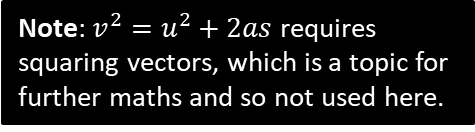 Note: 𝑣² = 𝑢² + 2𝑎𝑠 requires
squaring vectors, which is a topic for
further maths and so not used here.